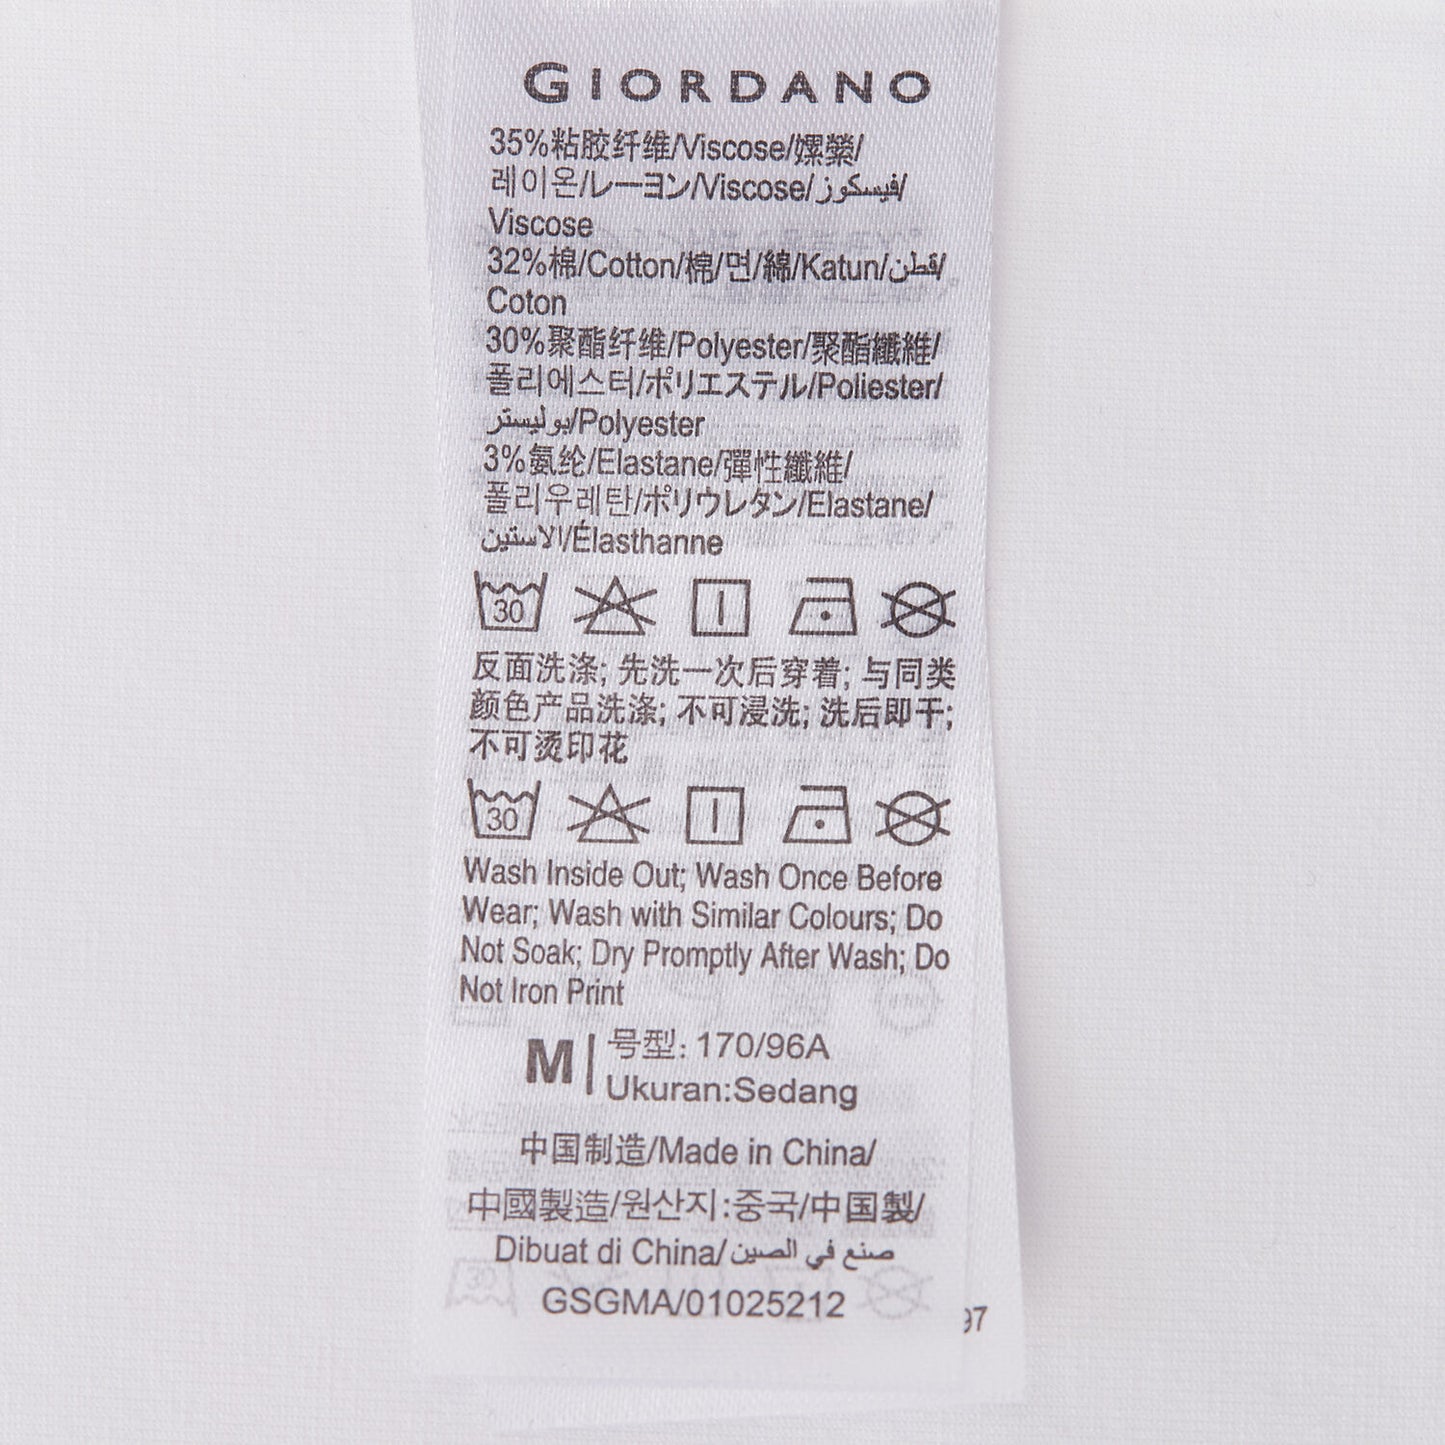 GIORDANO
35%粘胶纤维/Viscose/嫘縈/
레이온/レーヨン/Viscose/فيسكوز/
Viscose
32%棉/Cotton/棉/면/綿/Katun/قطن/
Coton
30%聚酯纤维/Polyester/聚酯纖維/
폴리에스터/ポリエステル/Poliester/
بوليستر/Polyester
3%氨纶/Elastane/彈性纖維/
폴리우레탄/ポリウレタン/Elastane/
الاستين/Élasthanne
30
反面洗涤; 先洗一次后穿着; 与同类
颜色产品洗涤; 不可浸洗; 洗后即干;
不可烫印花
30
Wash Inside Out; Wash Once Before
Wear; Wash with Similar Colours; Do
Not Soak; Dry Promptly After Wash; Do
Not Iron Print
M 号型: 170/96A
Ukuran:Sedang
中国制造/Made in China/
中國製造/원산지:중국/中国製/
Dibuat di China/صنع في الصين
GSGMA/01025212
97